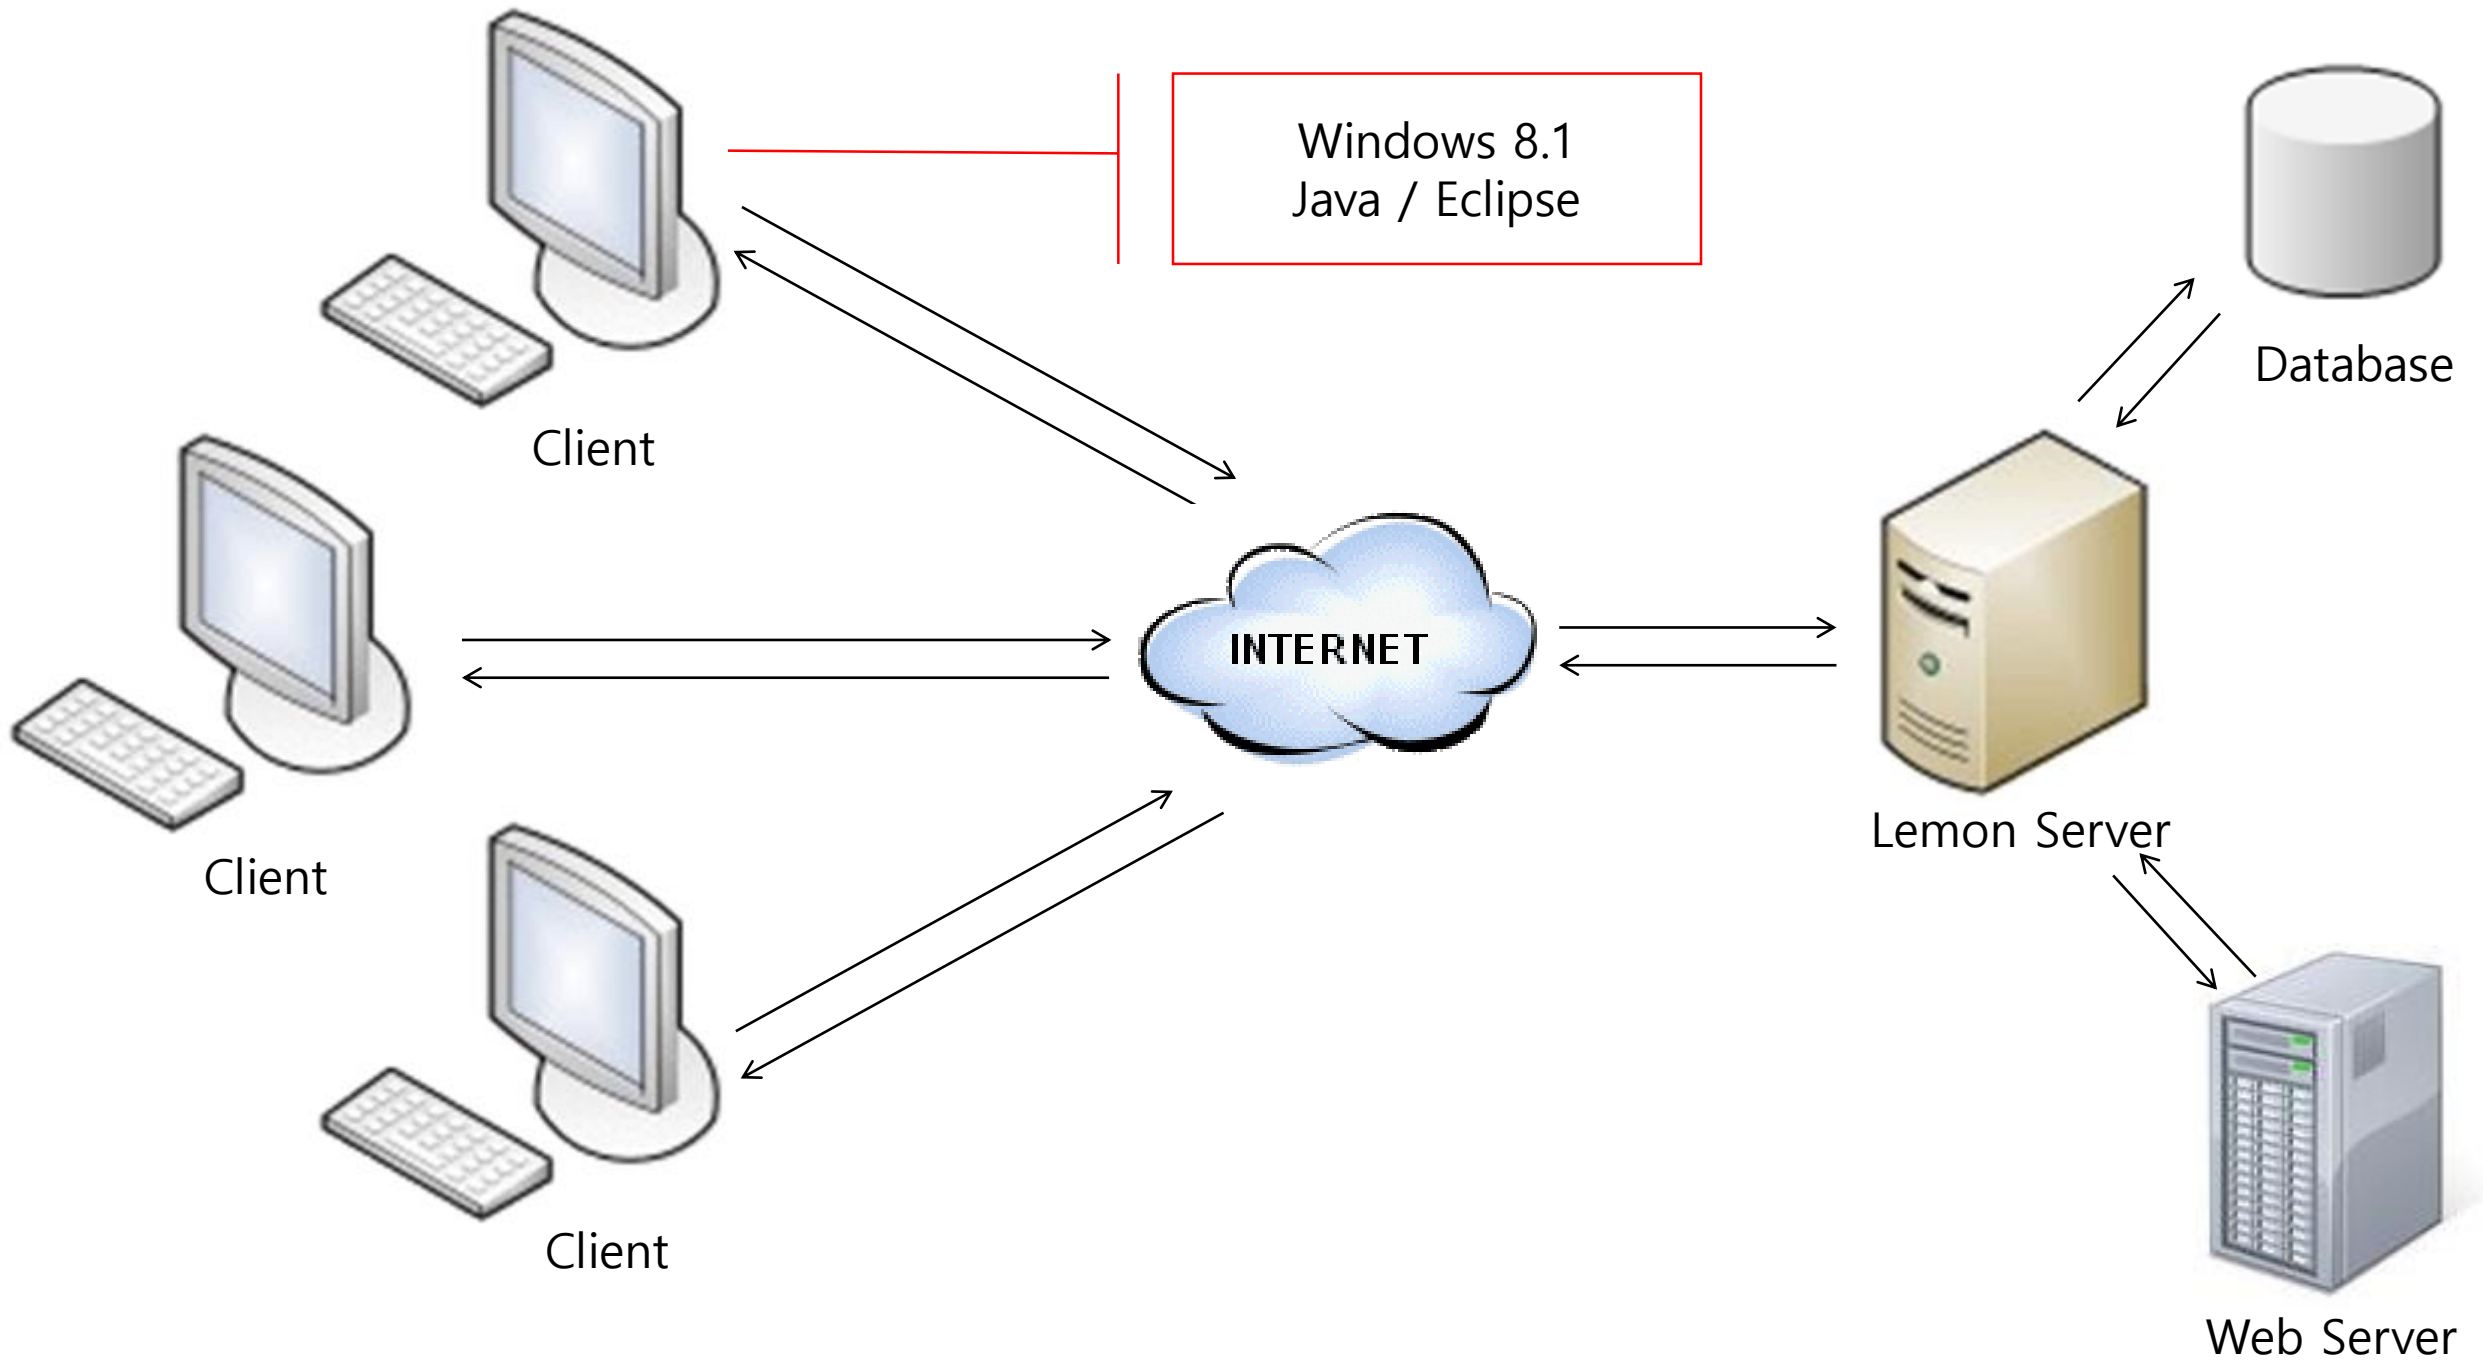 Windows 8.1
Java / Eclipse
Database
Client
INTERNET
Lemon Server
Client
Client
Web Server